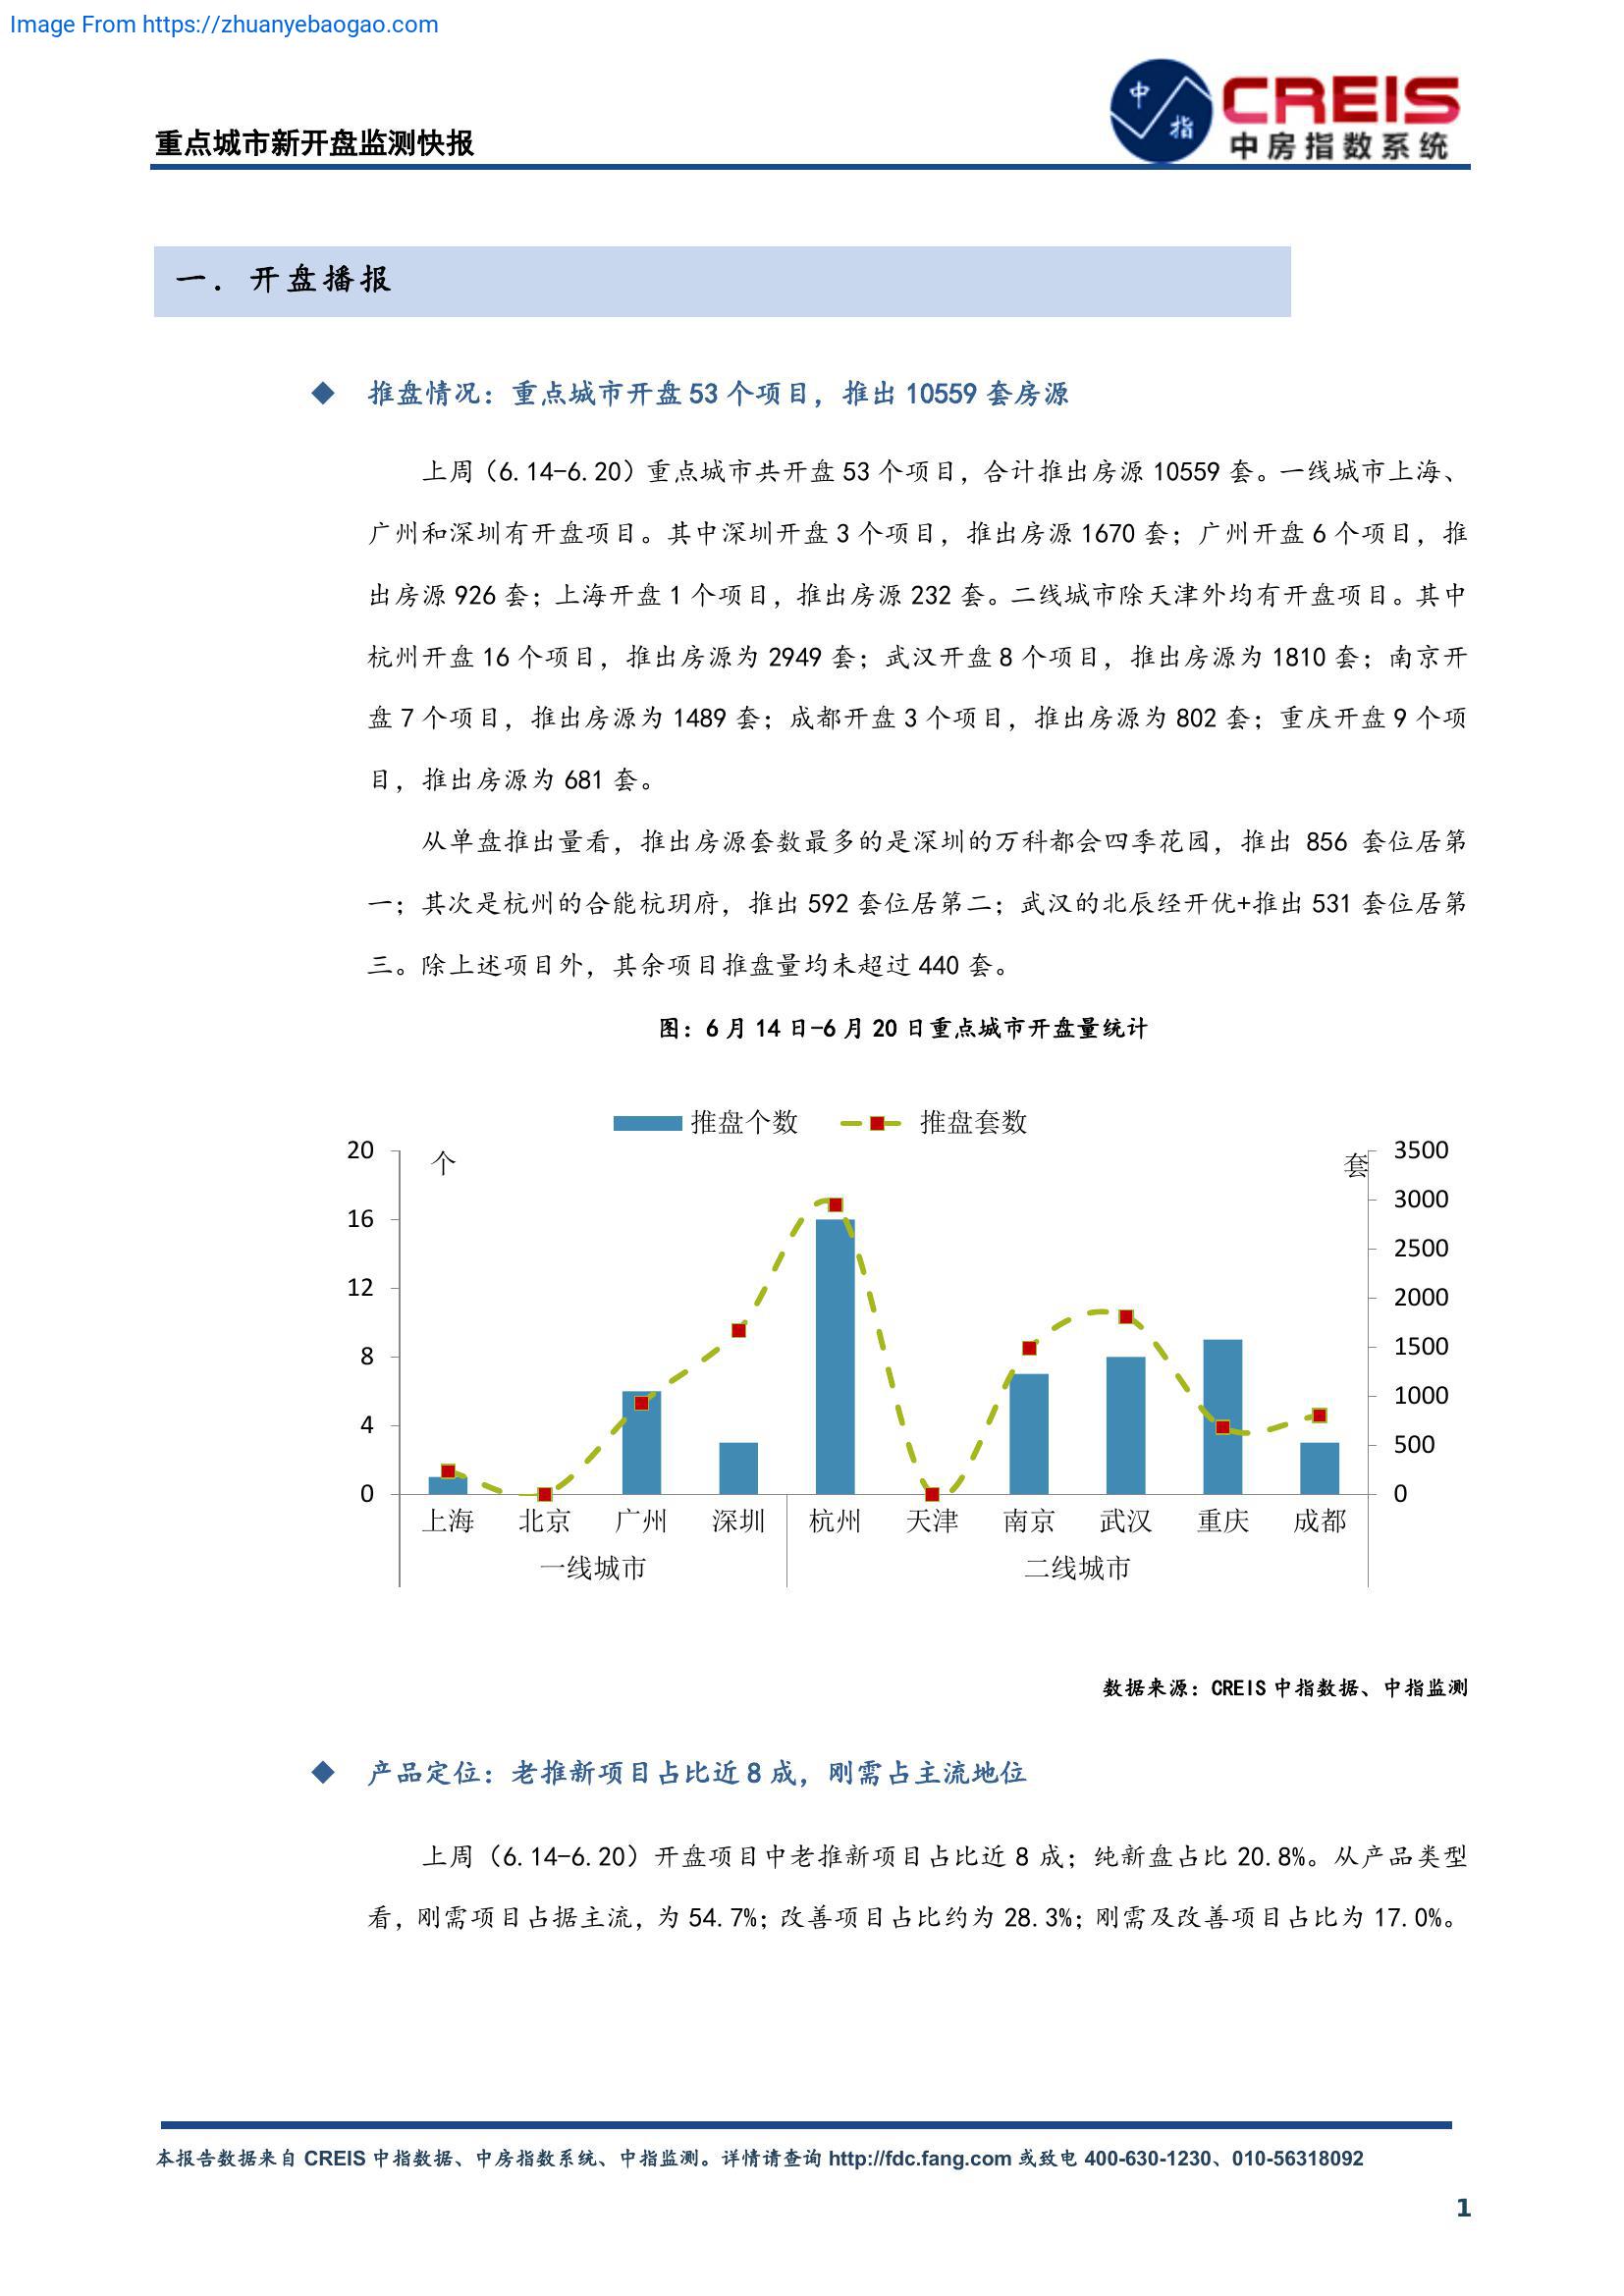 Image From https://zhuanyebaogao.com
中指
CREIS
中房指数系统
重点城市新开盘监测快报
一. 开盘播报
◆ 推盘情况：重点城市开盘 53 个项目，推出 10559 套房源
上周（6.14-6.20）重点城市共开盘 53 个项目，合计推出房源 10559 套。一线城市上海、
广州和深圳有开盘项目。其中深圳开盘 3 个项目，推出房源 1670 套；广州开盘 6 个项目，推
出房源 926 套；上海开盘 1 个项目，推出房源 232 套。二线城市除天津外均有开盘项目。其中
杭州开盘 16 个项目，推出房源为 2949 套；武汉开盘 8 个项目，推出房源为 1810 套；南京开
盘 7 个项目，推出房源为 1489 套；成都开盘 3 个项目，推出房源为 802 套；重庆开盘 9 个项
目，推出房源为 681 套。
从单盘推出量看，推出房源套数最多的是深圳的万科都会四季花园，推出 856 套位居第
一；其次是杭州的合能杭玥府，推出 592 套位居第二；武汉的北辰经开优+推出 531 套位居第
三。除上述项目外，其余项目推盘量均未超过 440 套。
图：6 月 14 日-6 月 20 日重点城市开盘量统计
推盘个数 推盘套数
个 套
20 3500
16 3000
2500
12 2000
8 1500
1000
4 500
0 0
上海 北京 广州 深圳 杭州 天津 南京 武汉 重庆 成都
一线城市 二线城市
数据来源：CREIS 中指数据、中指监测
◆ 产品定位：老推新项目占比近 8 成，刚需占主流地位
上周（6.14-6.20）开盘项目中老推新项目占比近 8 成；纯新盘占比 20.8%。从产品类型
看，刚需项目占据主流，为 54.7%；改善项目占比约为 28.3%；刚需及改善项目占比为 17.0%。
本报告数据来自 CREIS 中指数据、中房指数系统、中指监测。详情请查询 http://fdc.fang.com 或致电 400-630-1230、010-56318092
1